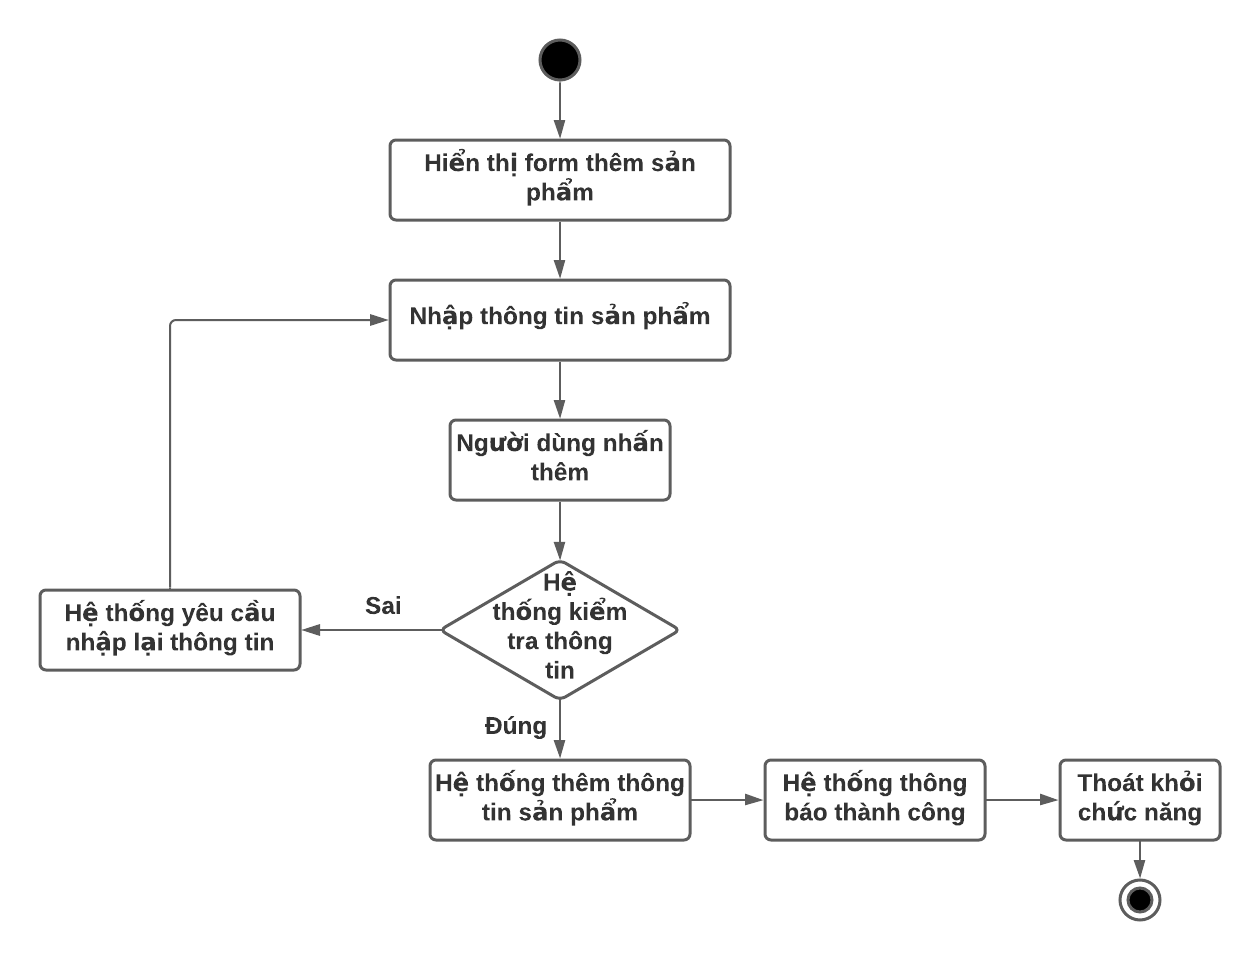 Hiển thị form thêm sản
phẩm
Nhập thông tin sản phẩm
Người dùng nhấn
thêm
Hệ
thống kiểm
tra thông
tin
Sai
Hệ thống yêu cầu
nhập lại thông tin
Đúng
Hệ thống thêm thông
tin sản phẩm
Hệ thống thông
báo thành công
Thoát khỏi
chức năng